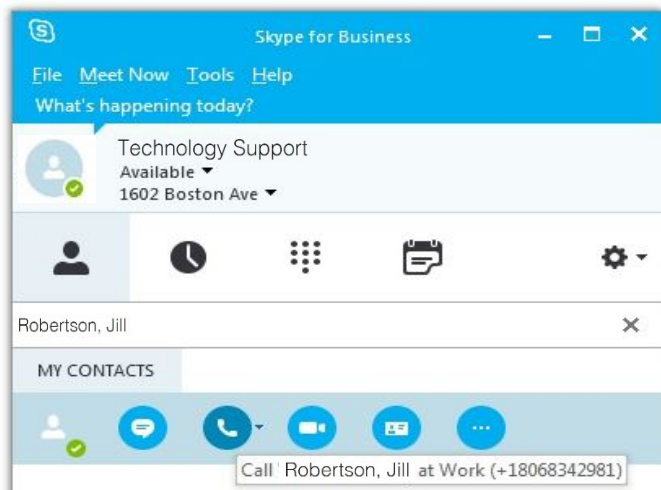 Skype for Business
File Meet Now Tools Help
What's happening today?
Technology Support
Available
1602 Boston Ave
Robertson, Jill
MY CONTACTS
Call Robertson, Jill at Work (+18068342981)